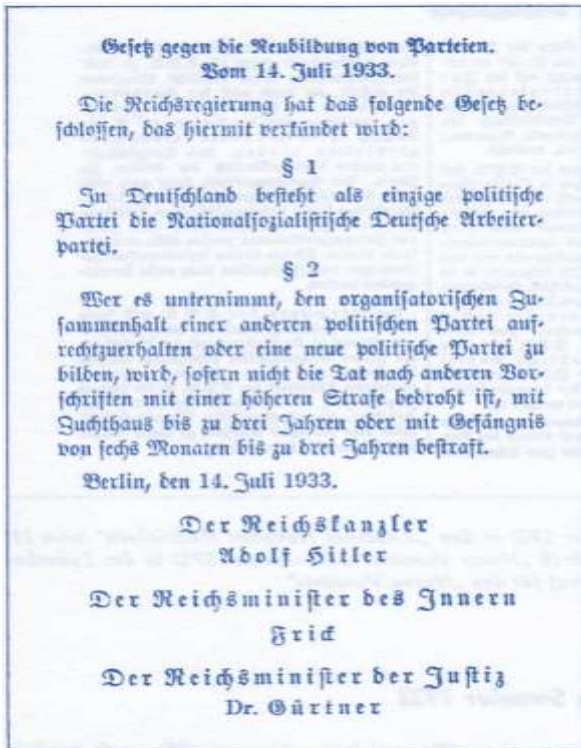 Gesetz gegen die Neubildung von Parteien.
Vom 14. Juli 1933.
Die Reichsregierung hat das folgende Gesetz be-
schlossen, das hiermit verkündet wird:
§ 1
In Deutschland besteht als einzige politische
Partei die Nationalsozialistische Deutsche Arbeiter-
partei.
§ 2
Wer es unternimmt, den organisatorischen Zu-
sammenhalt einer anderen politischen Partei auf-
rechtzuerhalten oder eine neue politische Partei zu
bilden, wird, sofern nicht die Tat nach anderen Vor-
schriften mit einer höheren Strafe bedroht ist, mit
Zuchthaus bis zu drei Jahren oder mit Gefängnis
von sechs Monaten bis zu drei Jahren bestraft.
Berlin, den 14. Juli 1933.
Der Reichskanzler
Adolf Hitler
Der Reichsminister des Innern
Frick
Der Reichsminister der Justiz
Dr. Gürtner